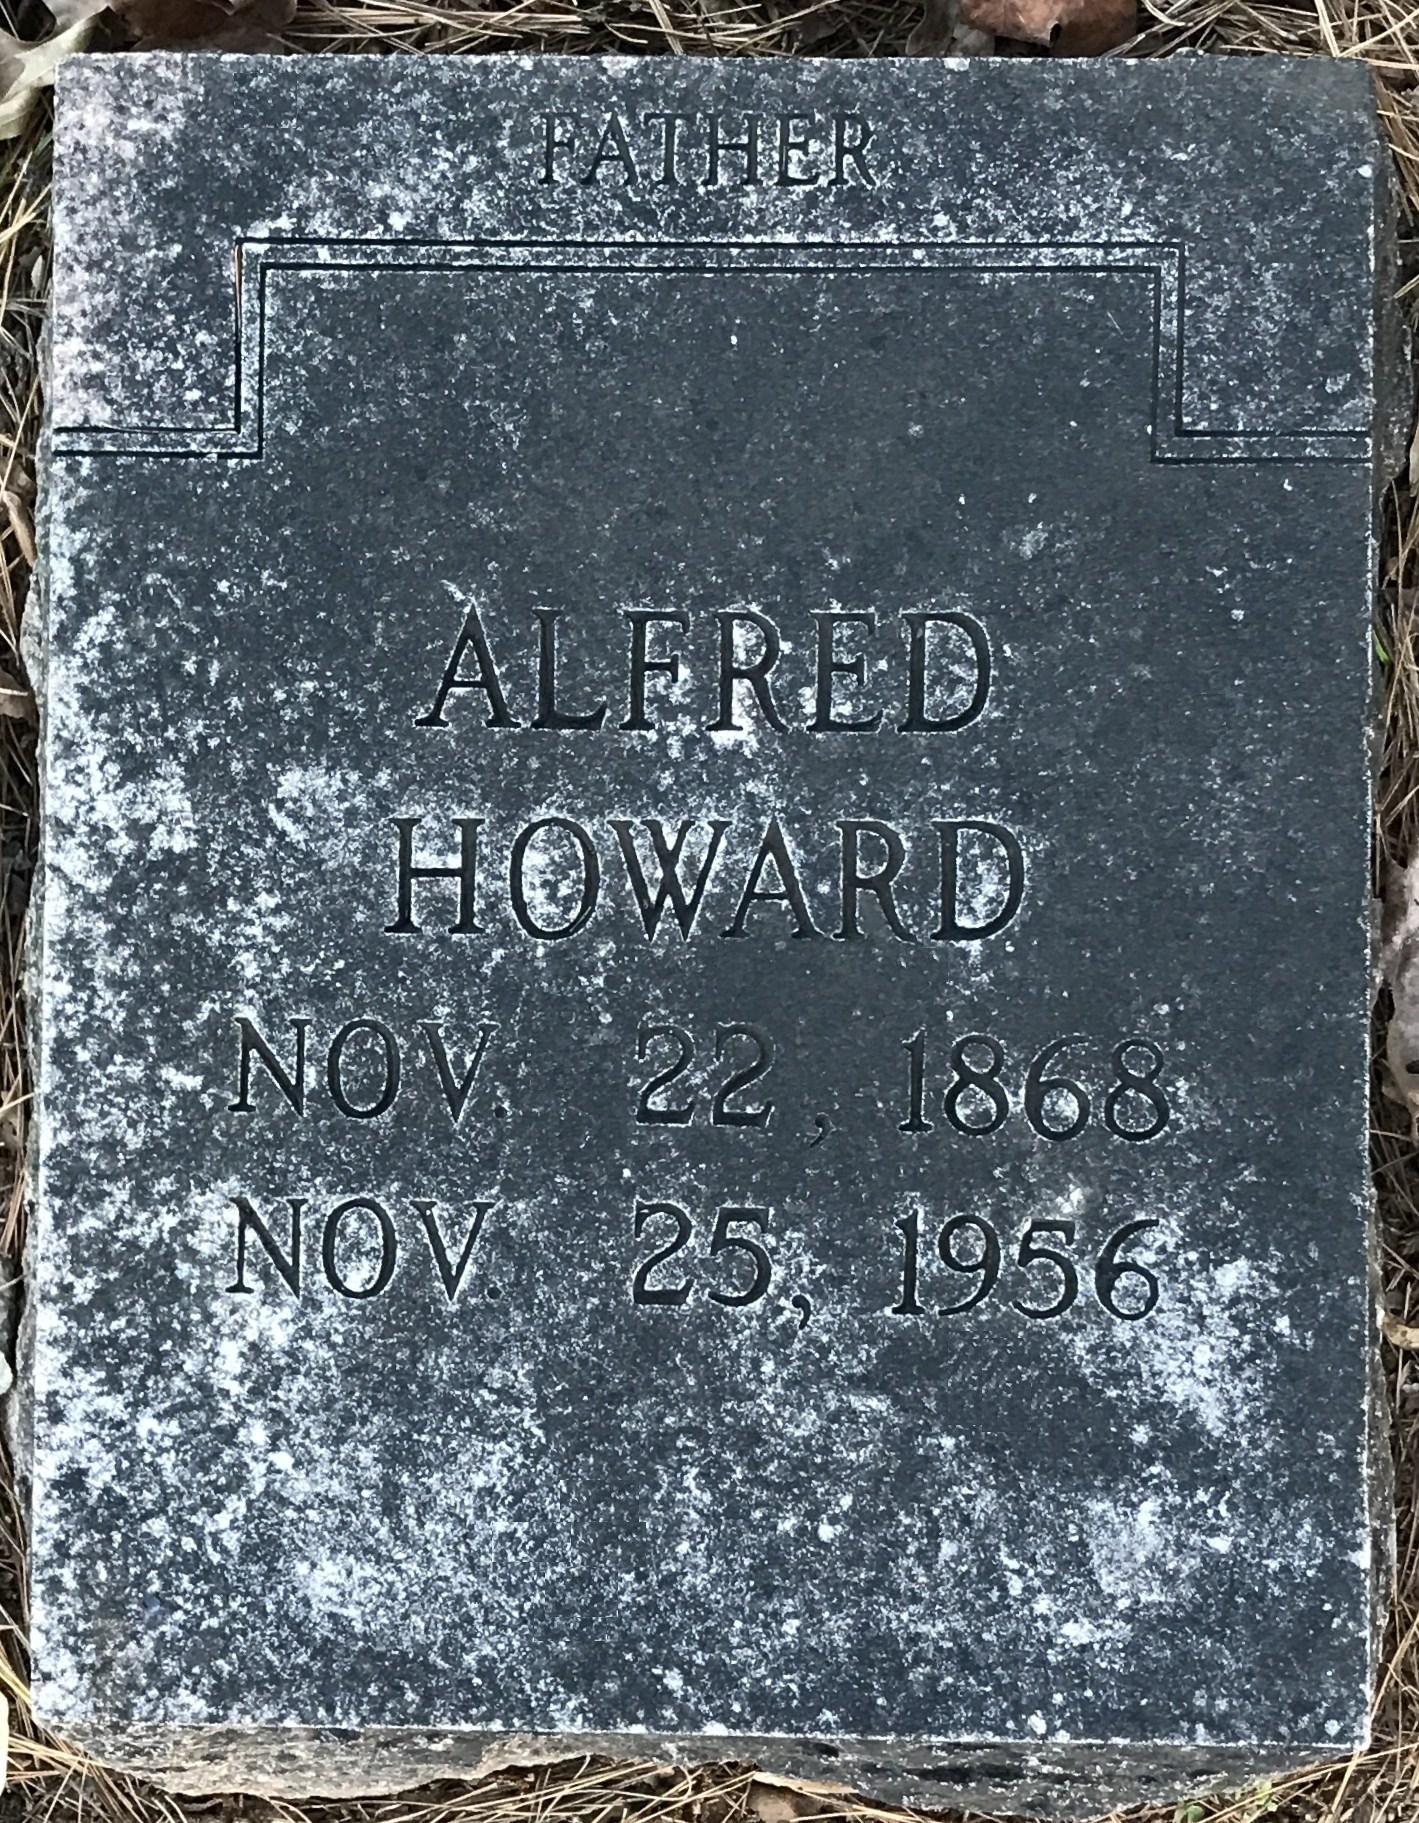 FATHER
ALFRED
HOWARD
NOV. 22, 1868
NOV. 25, 1956